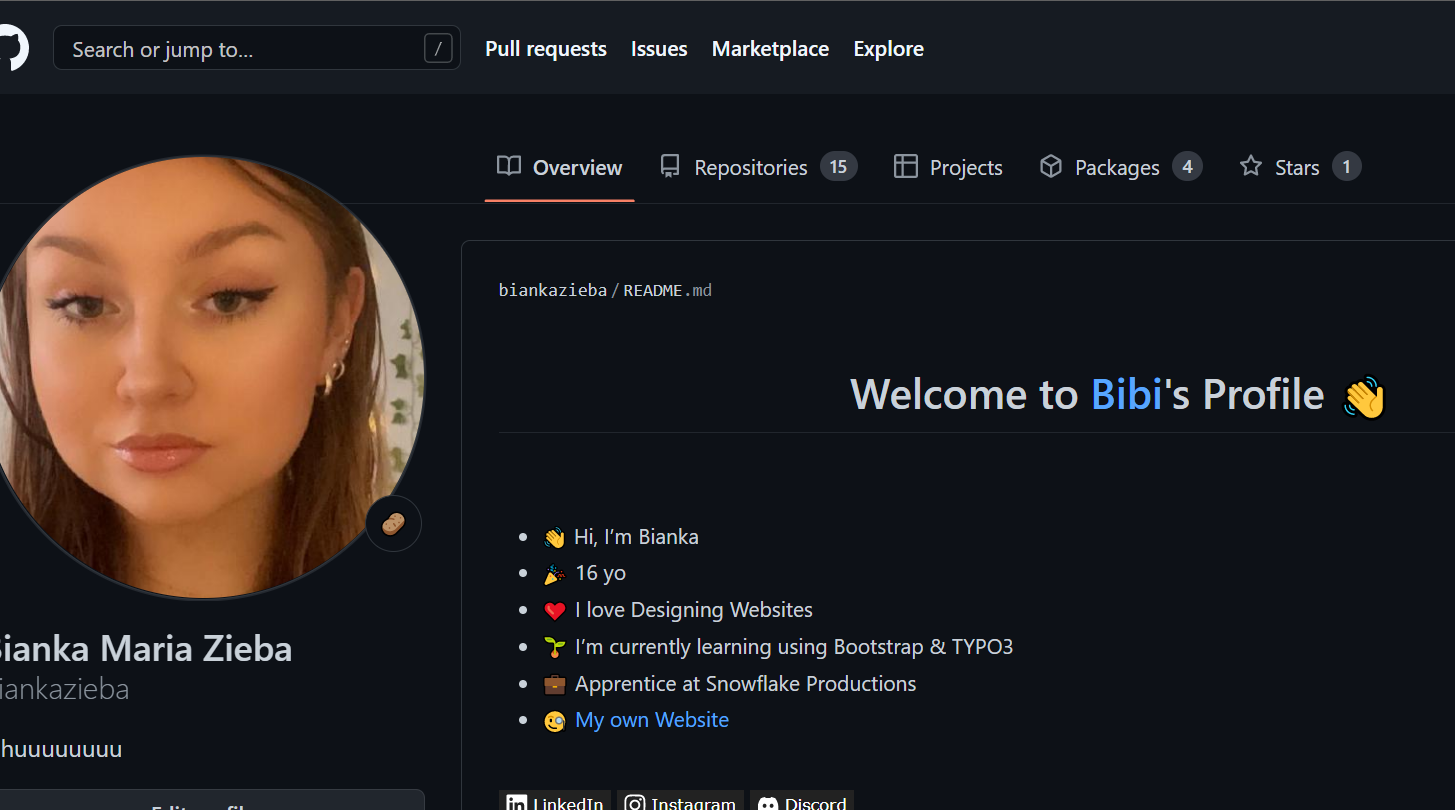 Search or jump to... /
Pull requests Issues Marketplace Explore
Overview Repositories 15 Projects Packages 4 Stars 1
biankazieba / README.md
Welcome to Bibi's Profile 👋
👋 Hi, I'm Bianka
🎉 16 yo
❤️ I love Designing Websites
🌱 I'm currently learning using Bootstrap & TYPO3
💼 Apprentice at Snowflake Productions
🧐 My own Website
Bianka Maria Zieba
iankazieba
huuuuuuuu
LinkedIn Instagram Discord